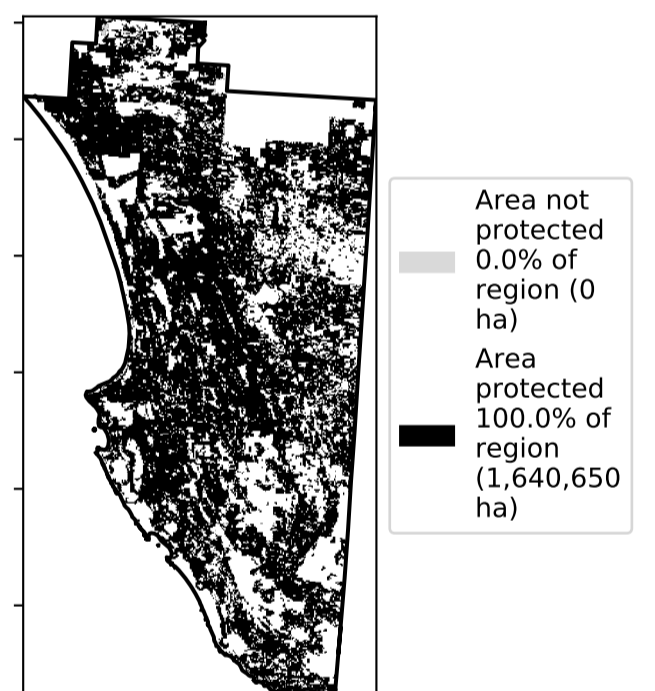 Area not
protected
0.0% of
region (0
ha)
Area
protected
100.0% of
region
(1,640,650
ha)